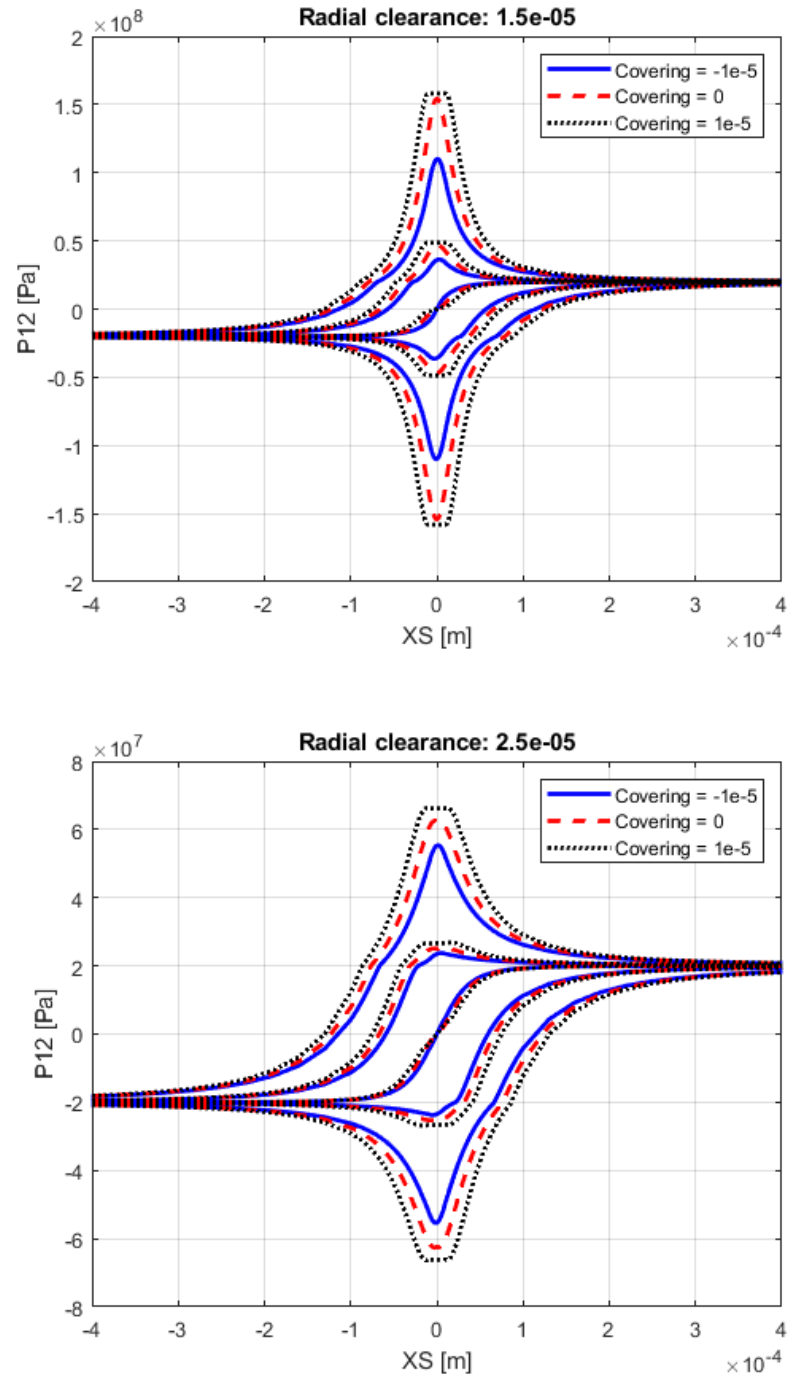 Radial clearance: 1.5e-05
×10^8
2
1.5
1
0.5
0
-0.5
-1
-1.5
-2
P12 [Pa]
Covering = -1e-5
Covering = 0
Covering = 1e-5
-4 -3 -2 -1 0 1 2 3 4
XS [m]
×10^-4
Radial clearance: 2.5e-05
×10^7
8
6
4
2
0
-2
-4
-6
-8
P12 [Pa]
Covering = -1e-5
Covering = 0
Covering = 1e-5
-4 -3 -2 -1 0 1 2 3 4
XS [m]
×10^-4